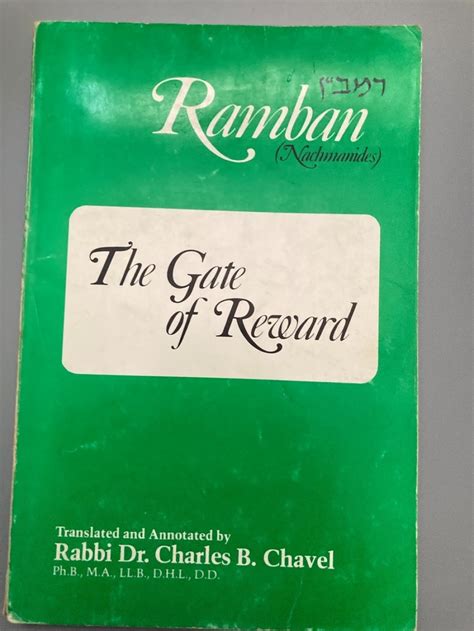 רמב״ן
Ramban
(Nachmanides)
The Gate
of Reward
Translated and Annotated by
Rabbi Dr. Charles B. Chavel
Ph.B., M.A., LL.B., D.H.L., D.D.